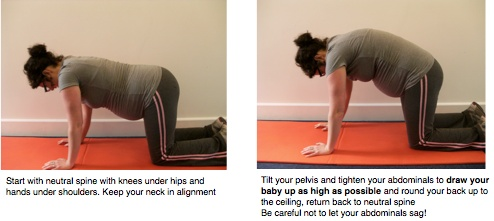 Start with neutral spine with knees under hips and
hands under shoulders. Keep your neck in alignment
Tilt your pelvis and tighten your abdominals to draw your
baby up as high as possible and round your back up to
the ceiling, return back to neutral spine
Be careful not to let your abdominals sag!